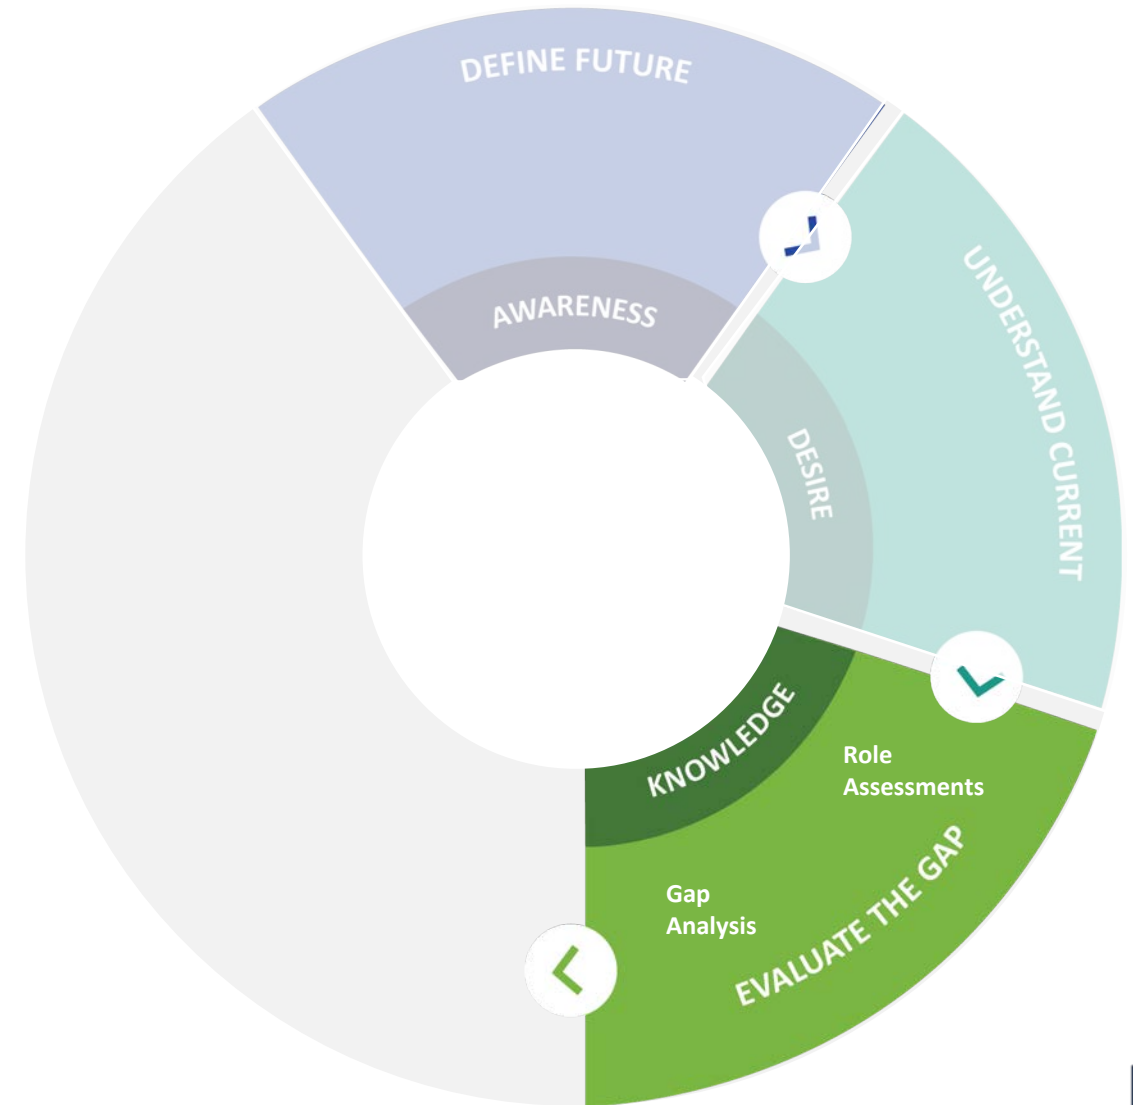 DEFINE FUTURE
AWARENESS
UNDERSTAND CURRENT
DESIRE
KNOWLEDGE
Role
Assessments
Gap
Analysis
EVALUATE THE GAP